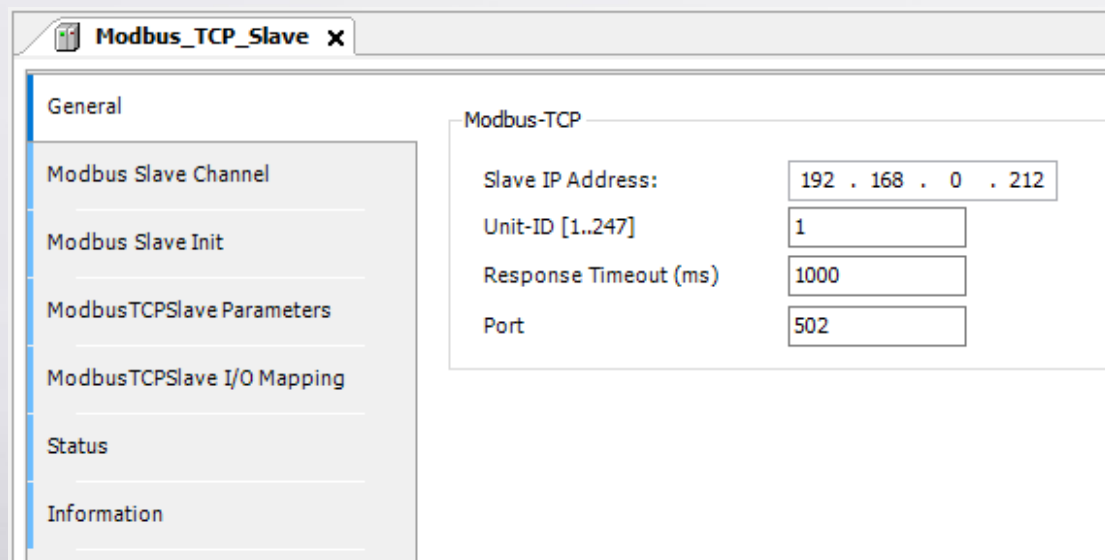 Modbus_TCP_Slave x
General
Modbus Slave Channel
Modbus Slave Init
ModbusTCPSlave Parameters
ModbusTCPSlave I/O Mapping
Status
Information
Modbus-TCP
Slave IP Address: 192 . 168 . 0 . 212
Unit-ID [1..247] 1
Response Timeout (ms) 1000
Port 502